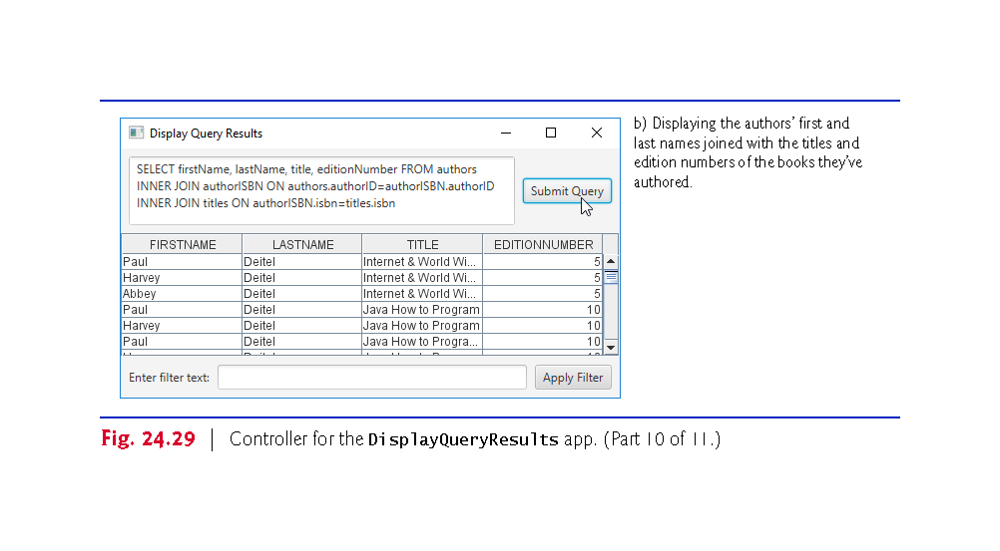 Display Query Results
SELECT firstName, lastName, title, editionNumber FROM authors
INNER JOIN authorISBN ON authors.authorID=authorISBN.authorID
INNER JOIN titles ON authorISBN.isbn=titles.isbn
Submit Query
FIRSTNAME LASTNAME TITLE EDITIONNUMBER
Paul Deitel Internet & World Wi... 5
Harvey Deitel Internet & World Wi... 5
Abbey Deitel Internet & World Wi... 5
Paul Deitel Java How to Program 10
Harvey Deitel Java How to Program 10
Paul Deitel Java How to Progra... 10
Enter filter text:
Apply Filter
b) Displaying the authors’ first and
last names joined with the titles and
edition numbers of the books they’ve
authored.
Fig. 24.29 | Controller for the DisplayQueryResults app. (Part 10 of 11.)